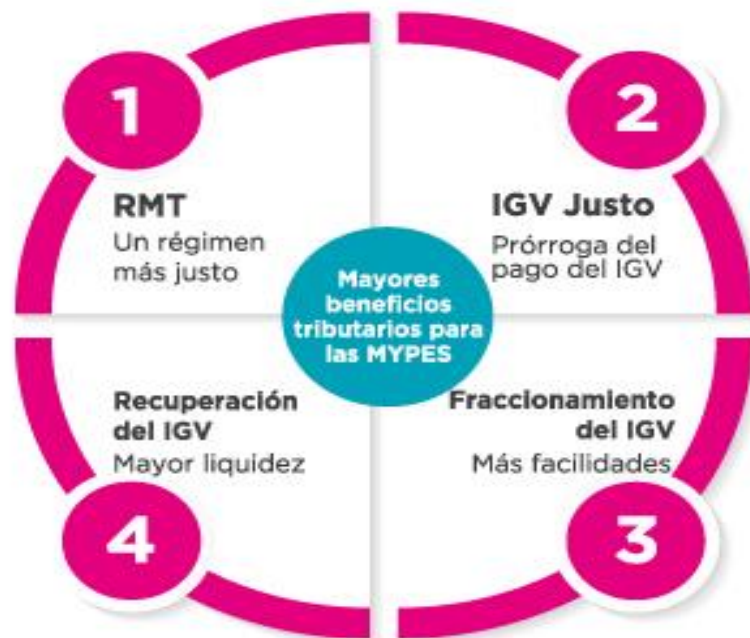 1
RMT
Un régimen
más justo
2
IGV Justo
Prórroga del
pago del IGV
Mayores
beneficios
tributarios para
las MYPES
Fraccionamiento
del IGV
Más facilidades
3
Recuperación
del IGV
Mayor liquidez
4